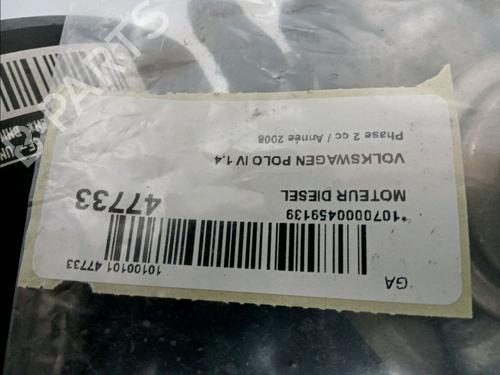 GA
10100101 47733
*1070000459139
MOTEUR DIESEL
47733
VOLKSWAGEN POLO IV 1.4
Phase 2 cc / Année 2008
PARTS